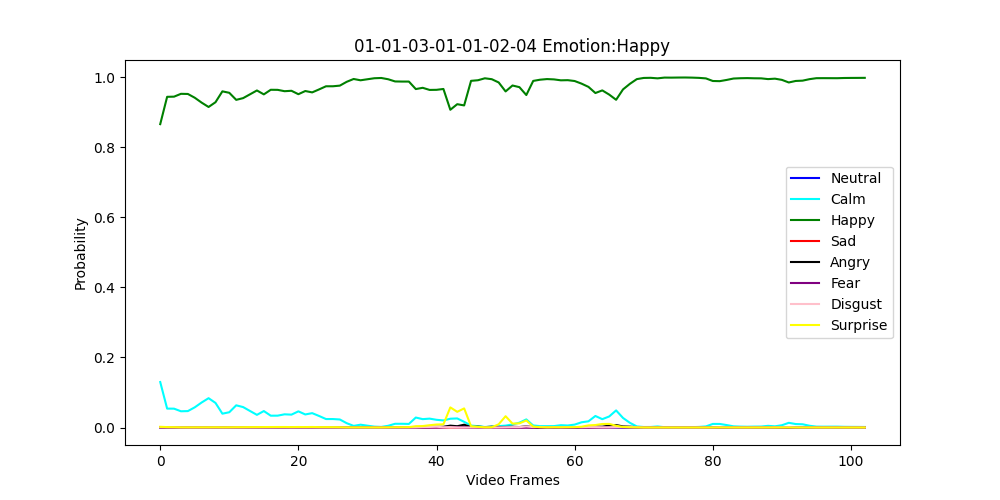 01-01-03-01-01-02-04 Emotion:Happy
1.0
0.8
0.6
0.4
0.2
0.0
Probability
Neutral
Calm
Happy
Sad
Angry
Fear
Disgust
Surprise
0 20 40 60 80 100
Video Frames